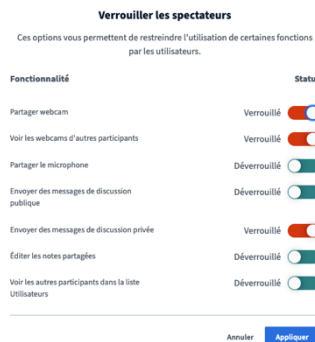 Verrouiller les spectateurs
Ces options vous permettent de restreindre l'utilisation de certaines fonctions
par les utilisateurs.
Fonctionnalité Statu
Partager webcam Verrouillé
Voir les webcams d'autres participants Verrouillé
Partager le microphone Déverrouillé
Envoyer des messages de discussion Déverrouillé
publique
Envoyer des messages de discussion privée Verrouillé
Éditer les notes partagées Déverrouillé
Voir les autres participants dans la liste Déverrouillé
Utilisateurs
Annuler Appliquer